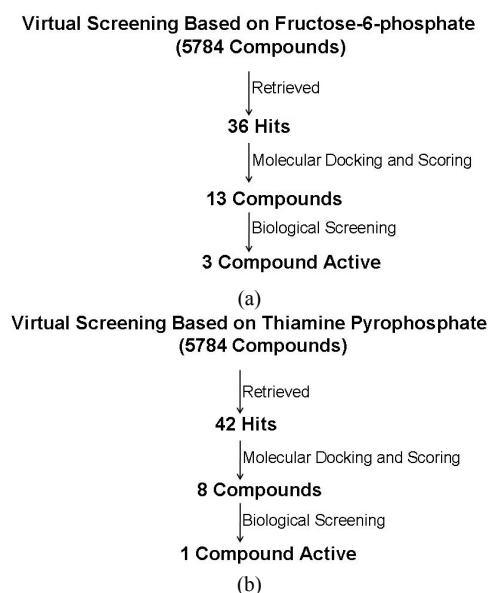 Virtual Screening Based on Fructose-6-phosphate
(5784 Compounds)
Retrieved
36 Hits
Molecular Docking and Scoring
13 Compounds
Biological Screening
3 Compound Active
(a)
Virtual Screening Based on Thiamine Pyrophosphate
(5784 Compounds)
Retrieved
42 Hits
Molecular Docking and Scoring
8 Compounds
Biological Screening
1 Compound Active
(b)